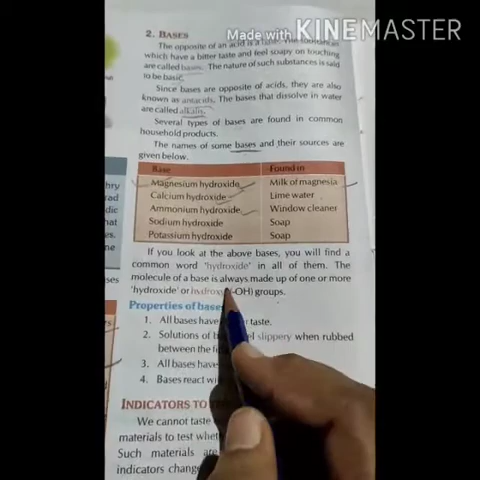 Made with KINEMASTER
2. BASES
The opposite of an acid is a
which have a bitter taste and feel soapy on touching
are called bases. The nature of such substances is said
to be basic.
Since bases are opposite of acids, they are also
known as antacids. The bases that dissolve in water
are called alkalis.
Several types of bases are found in common
household products.
The names of some bases and their sources are
given below.
Base Found in
Magnesium hydroxide Milk of magnesia
Calcium hydroxide Lime water
Ammonium hydroxide Window cleaner
Sodium hydroxide Soap
Potassium hydroxide Soap
If you look at the above bases, you will find a
common word 'hydroxide' in all of them. The
molecule of a base is always made up of one or more
'hydroxide' or (-OH) groups.
Properties of
1. All bases have taste.
2. Solutions of slippery when rubbed
between the
3. All bases have
4. Bases react
INDICATORS TO
We cannot taste
materials to test
Such materials are
indicators
hry
ad
dic
hat
es.
ne
ses